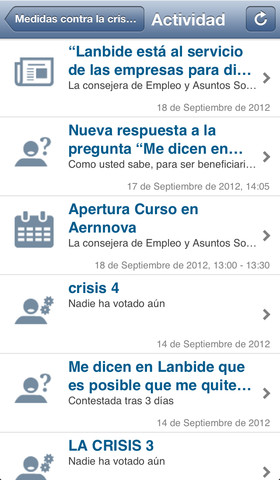 Medidas contra la cris...
Actividad
“Lanbide está al servicio
de las empresas para di...
La consejera de Empleo y Asuntos So...
18 de Septiembre de 2012
Nueva respuesta a la
pregunta “Me dicen en...
Como usted sabe, para ser beneficiari...
17 de Septiembre de 2012, 14:05
Apertura Curso en
Aernnova
La consejera de Empleo y Asuntos So...
18 de Septiembre de 2012, 13:00 - 13:30
crisis 4
Nadie ha votado aún
14 de Septiembre de 2012
Me dicen en Lanbide que
es posible que me quite...
Contestada tras 3 días
14 de Septiembre de 2012
LA CRISIS 3
Nadie ha votado aún